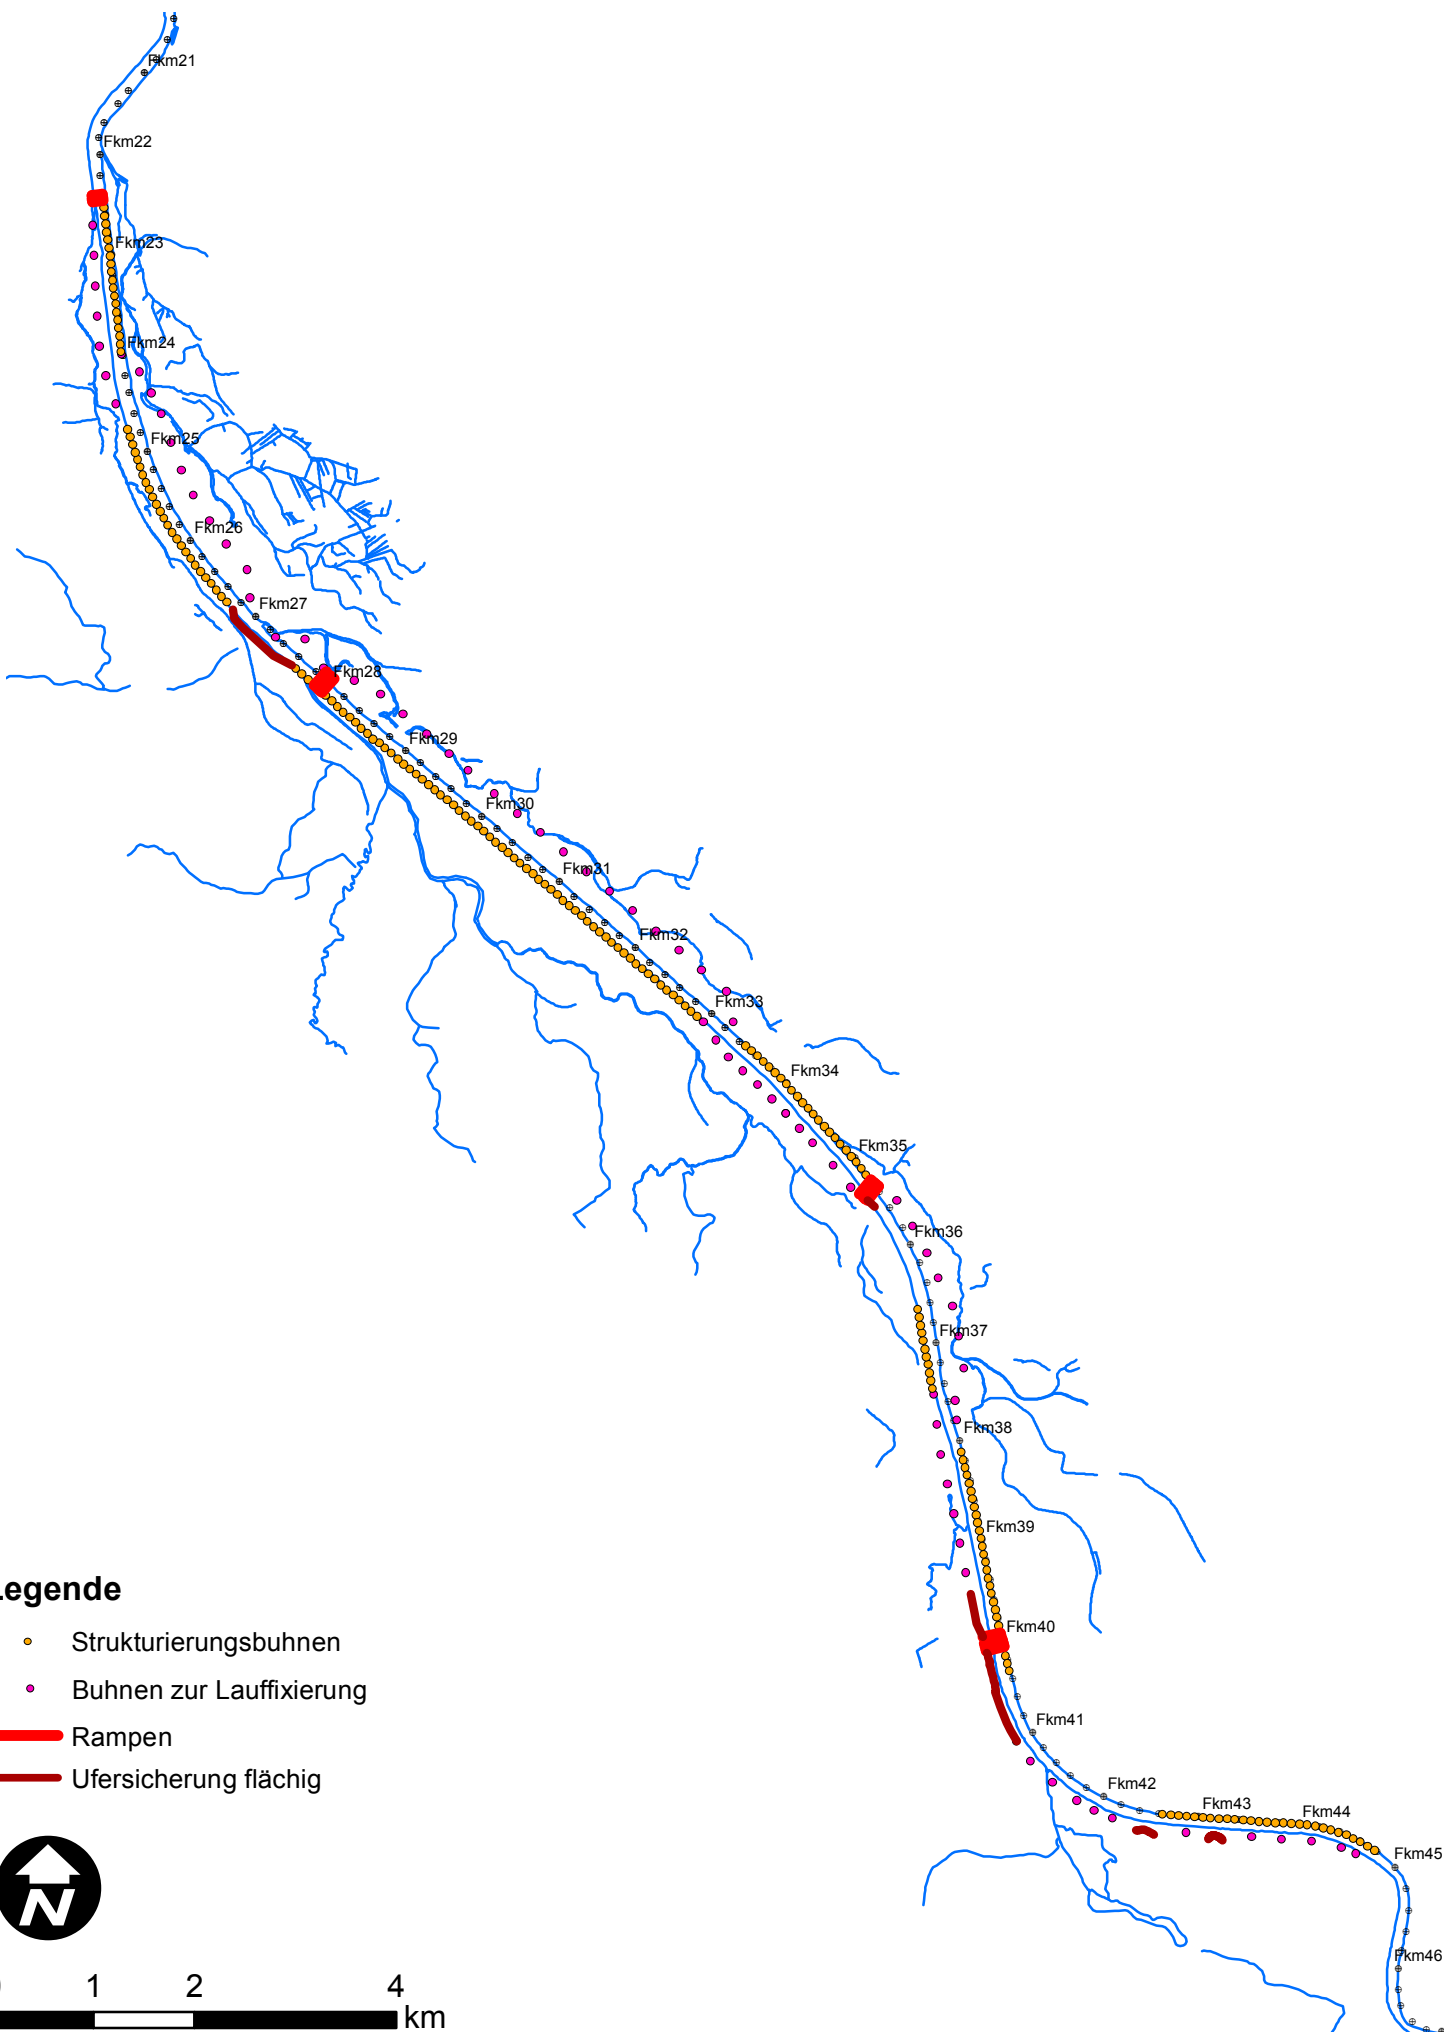 Fkm21
Fkm22
Fkm23
Fkm24
Fkm25
Fkm26
Fkm27
Fkm28
Fkm29
Fkm30
Fkm31
Fkm32
Fkm33
Fkm34
Fkm35
Fkm36
Fkm37
Fkm38
Fkm39
Fkm40
Fkm41
Fkm42
Fkm43
Fkm44
Fkm45
Fkm46
Legende
Strukturierungsbuhnen
Buhnen zur Lauffixierung
Rampen
Ufersicherung flächig
N
0 1 2 4
km